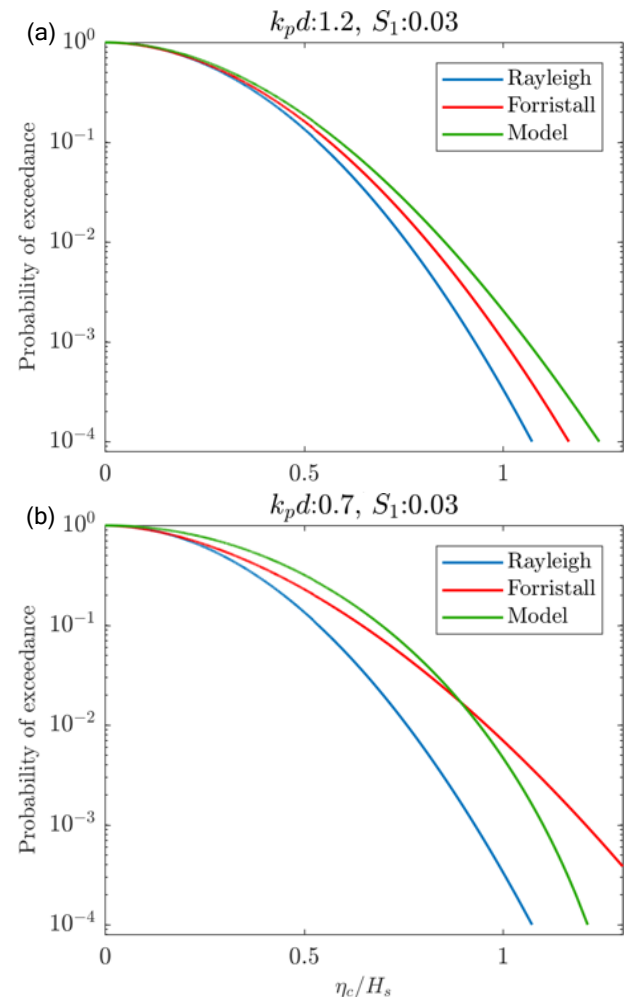 (a)
k_p d:1.2, S_1:0.03
Probability of exceedance
10^0
10^-1
10^-2
10^-3
10^-4
0
0.5
1
Rayleigh
Forristall
Model
(b)
k_p d:0.7, S_1:0.03
Probability of exceedance
10^0
10^-1
10^-2
10^-3
10^-4
0
0.5
1
Rayleigh
Forristall
Model
η_c/H_s